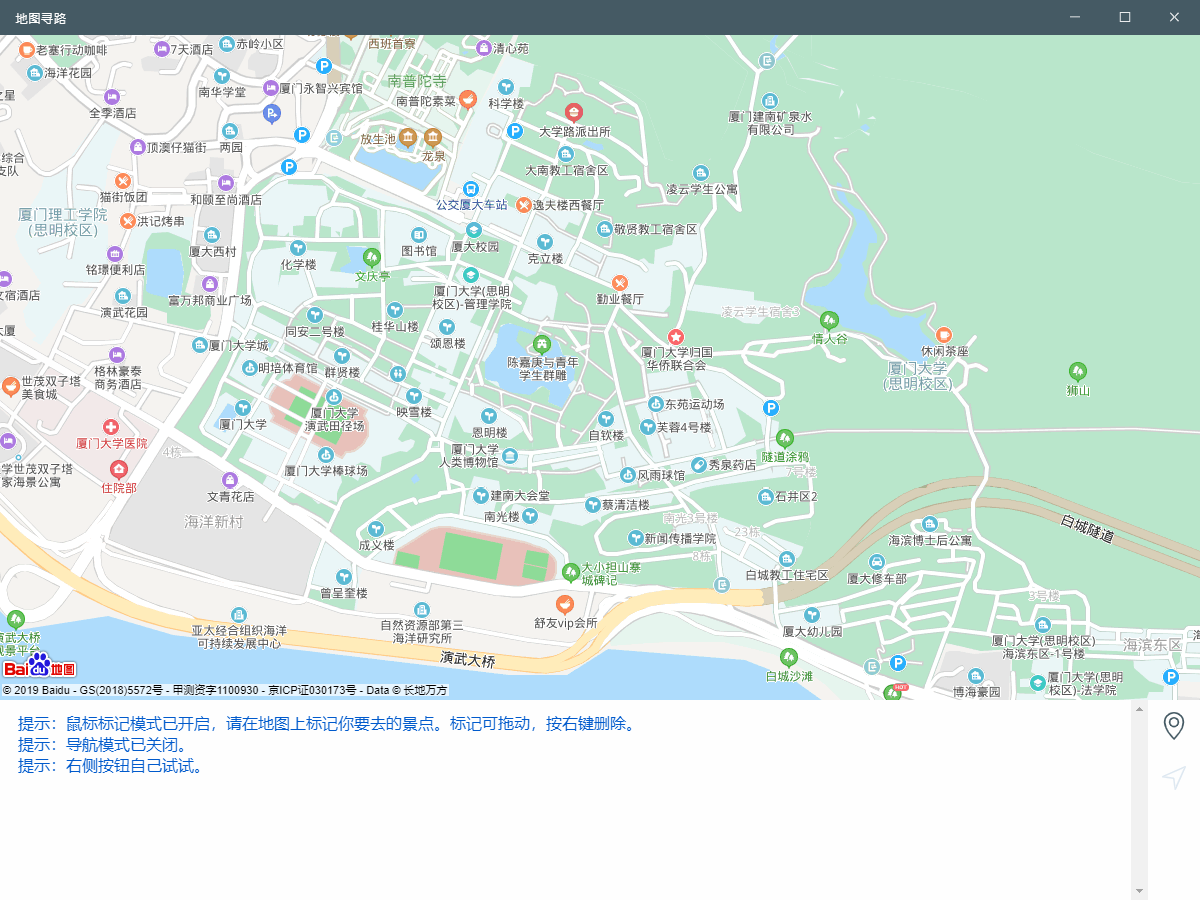 地图寻路
老塞行动咖啡
7天酒店
赤岭小区
西班首寮
清心苑
海洋花园
南华学堂
厦门永智兴宾馆
南普陀寺
南普陀素菜
科学楼
全季酒店
大学路派出所
厦门建南矿泉水
有限公司
顶澳仔猫街
两园
放生池
龙泉
大南教工宿舍区
凌云学生公寓
猫街饭团
和颐至尚酒店
公交厦大车站
逸夫楼西餐厅
厦门理工学院
(思明校区)
洪记烤串
厦大西村
图书馆
厦大校园
敬贤教工宿舍区
铭璟便利店
化学楼
文庆亭
克立楼
富万邦商业广场
厦门大学(思明
校区)-管理学院
勤业餐厅
演武花园
同安二号楼
桂华山楼
颂恩楼
凌云学生宿舍3
情人谷
厦门大学城
休闲茶座
格林豪泰
商务酒店
明培体育馆
群贤楼
陈嘉庚与青年
学生群雕
厦门大学归国
华侨联合会
厦门大学
(思明校区)
世茂双子塔
美食城
狮山
厦门大学
厦门大学
演武田径场
映雪楼
东苑运动场
恩明楼
自钦楼
芙蓉4号楼
厦门大学医院
4栋
厦门大学
人类博物馆
隧道涂鸦
厦门大学棒球场
风雨球馆
秀泉药店
7号楼
学世茂双子塔
家海景公寓
住院部
文青花店
建南大会堂
蔡清洁楼
石井区2
海洋新村
南光楼
南光3号楼
23栋
白城隧道
成义楼
新闻传播学院
8栋
海滨博士后公寓
大小担山寨
城碑记
白城教工住宅区
厦大修车部
曾呈奎楼
3号楼
亚太经合组织海洋
可持续发展中心
自然资源部第三
海洋研究所
舒友vip会所
厦大幼儿园
厦门大学(思明校区)
海滨东区-1号楼
海滨东区
演武大桥
观景平台
演武大桥
白城沙滩
博海豪园
厦门大学(思明
校区)-法学院
HOT
Bai du 地图
© 2019 Baidu - GS(2018)5572号 - 甲测资字1100930 - 京ICP证030173号 - Data © 长地万方
提示：鼠标标记模式已开启，请在地图上标记你要去的景点。标记可拖动，按右键删除。
提示：导航模式已关闭。
提示：右侧按钮自己试试。